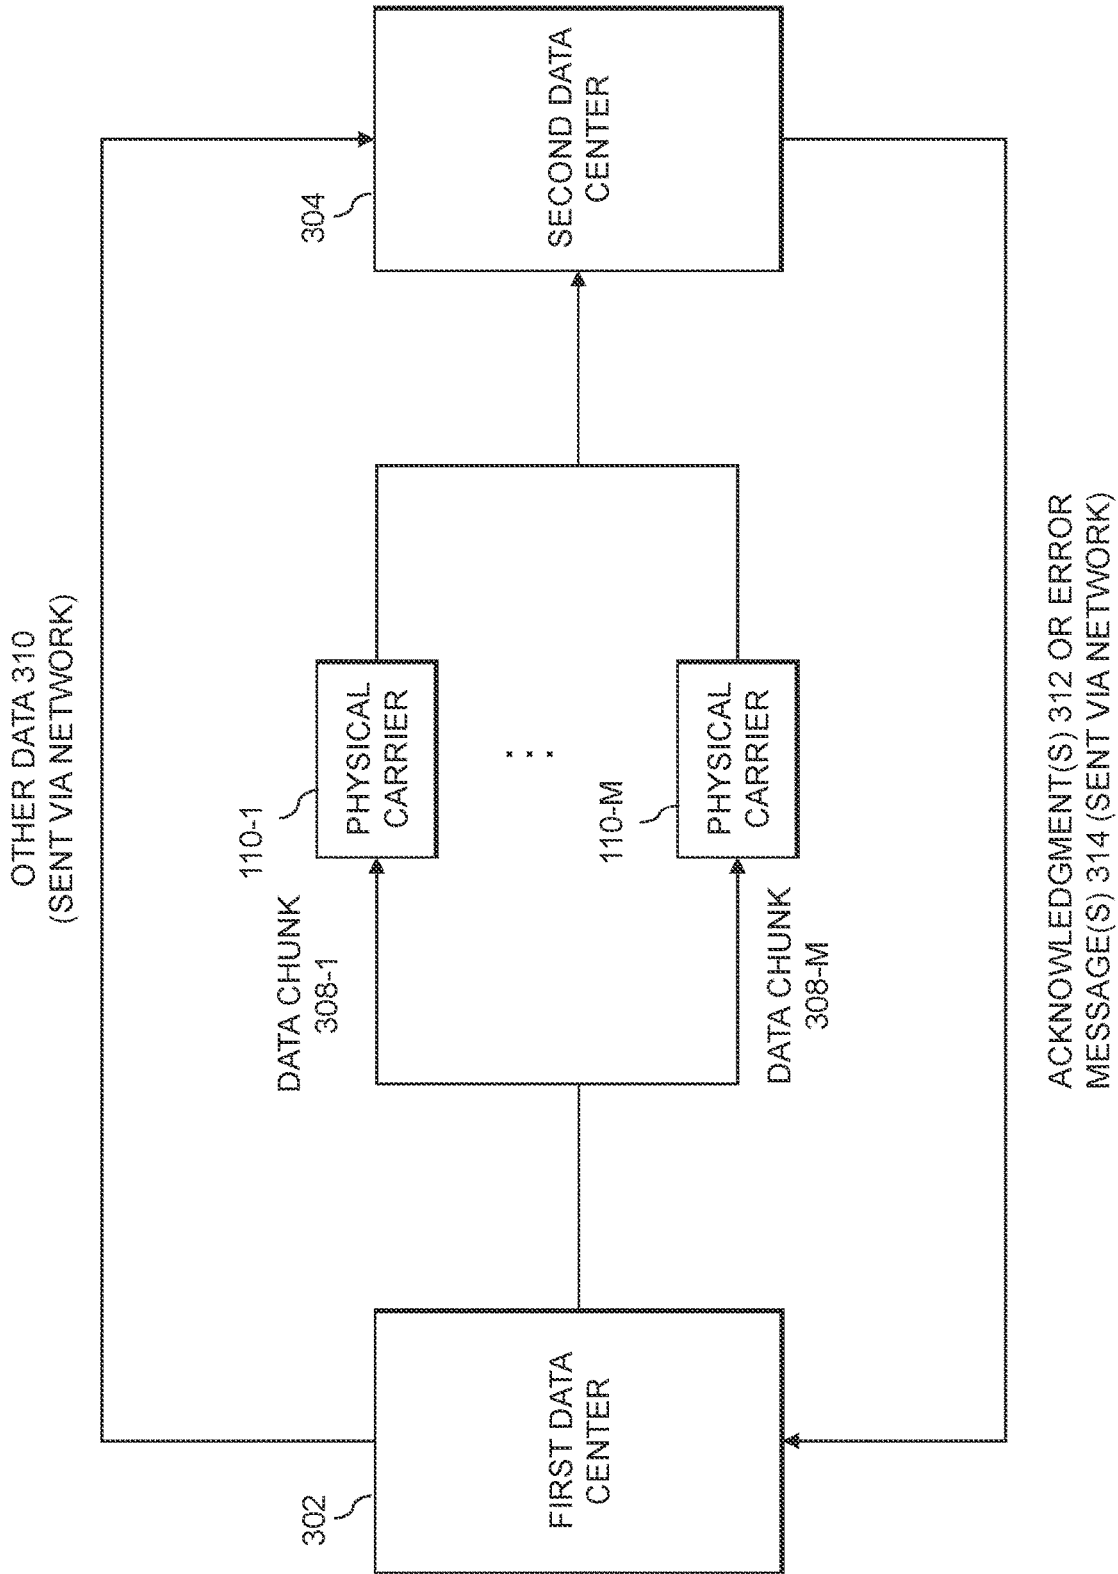 OTHER DATA 310
(SENT VIA NETWORK)
302
FIRST DATA
CENTER
DATA CHUNK
308-1
110-1
PHYSICAL
CARRIER
. . .
DATA CHUNK
308-M
110-M
PHYSICAL
CARRIER
304
SECOND DATA
CENTER
ACKNOWLEDGMENT(S) 312 OR ERROR
MESSAGE(S) 314 (SENT VIA NETWORK)